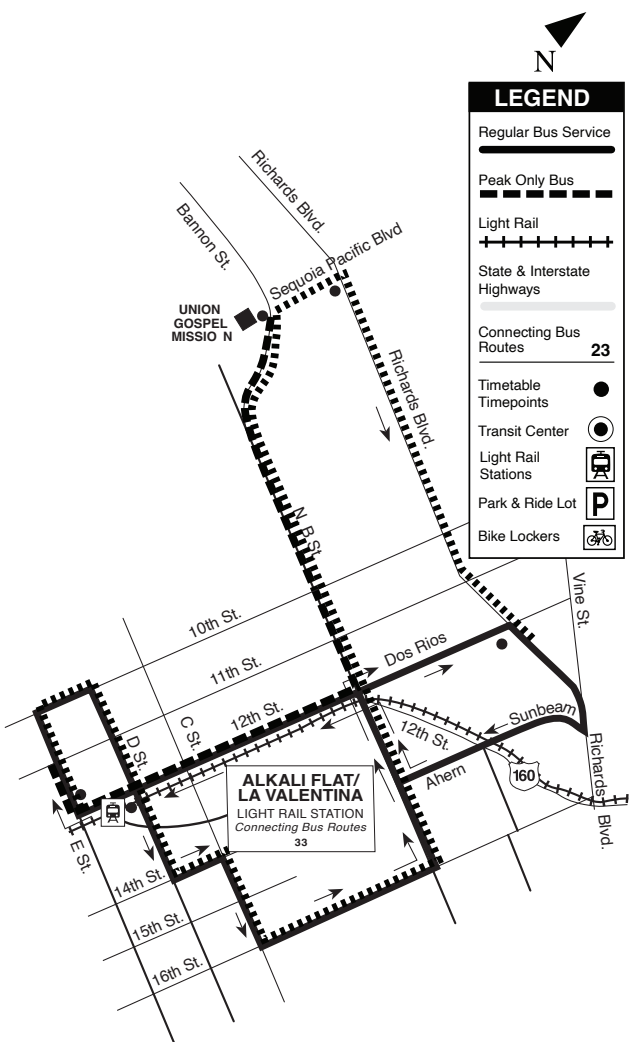 N
LEGEND
Regular Bus Service
Peak Only Bus
Light Rail
State & Interstate
Highways
Connecting Bus
Routes 23
Timetable
Timepoints
Transit Center
Light Rail
Stations
Park & Ride Lot P
Bike Lockers
Richards Blvd.
Bannon St.
Sequoia Pacific Blvd
UNION
GOSPEL
MISSIO N
Richards Blvd.
N. B St.
10th St.
11th St.
12th St.
Dos Rios
Vine St.
Sunbeam
12th St.
Ahern
160
Richards Blvd.
D St.
C St.
E St.
ALKALI FLAT/
LA VALENTINA
LIGHT RAIL STATION
Connecting Bus Routes
33
14th St.
15th St.
16th St.